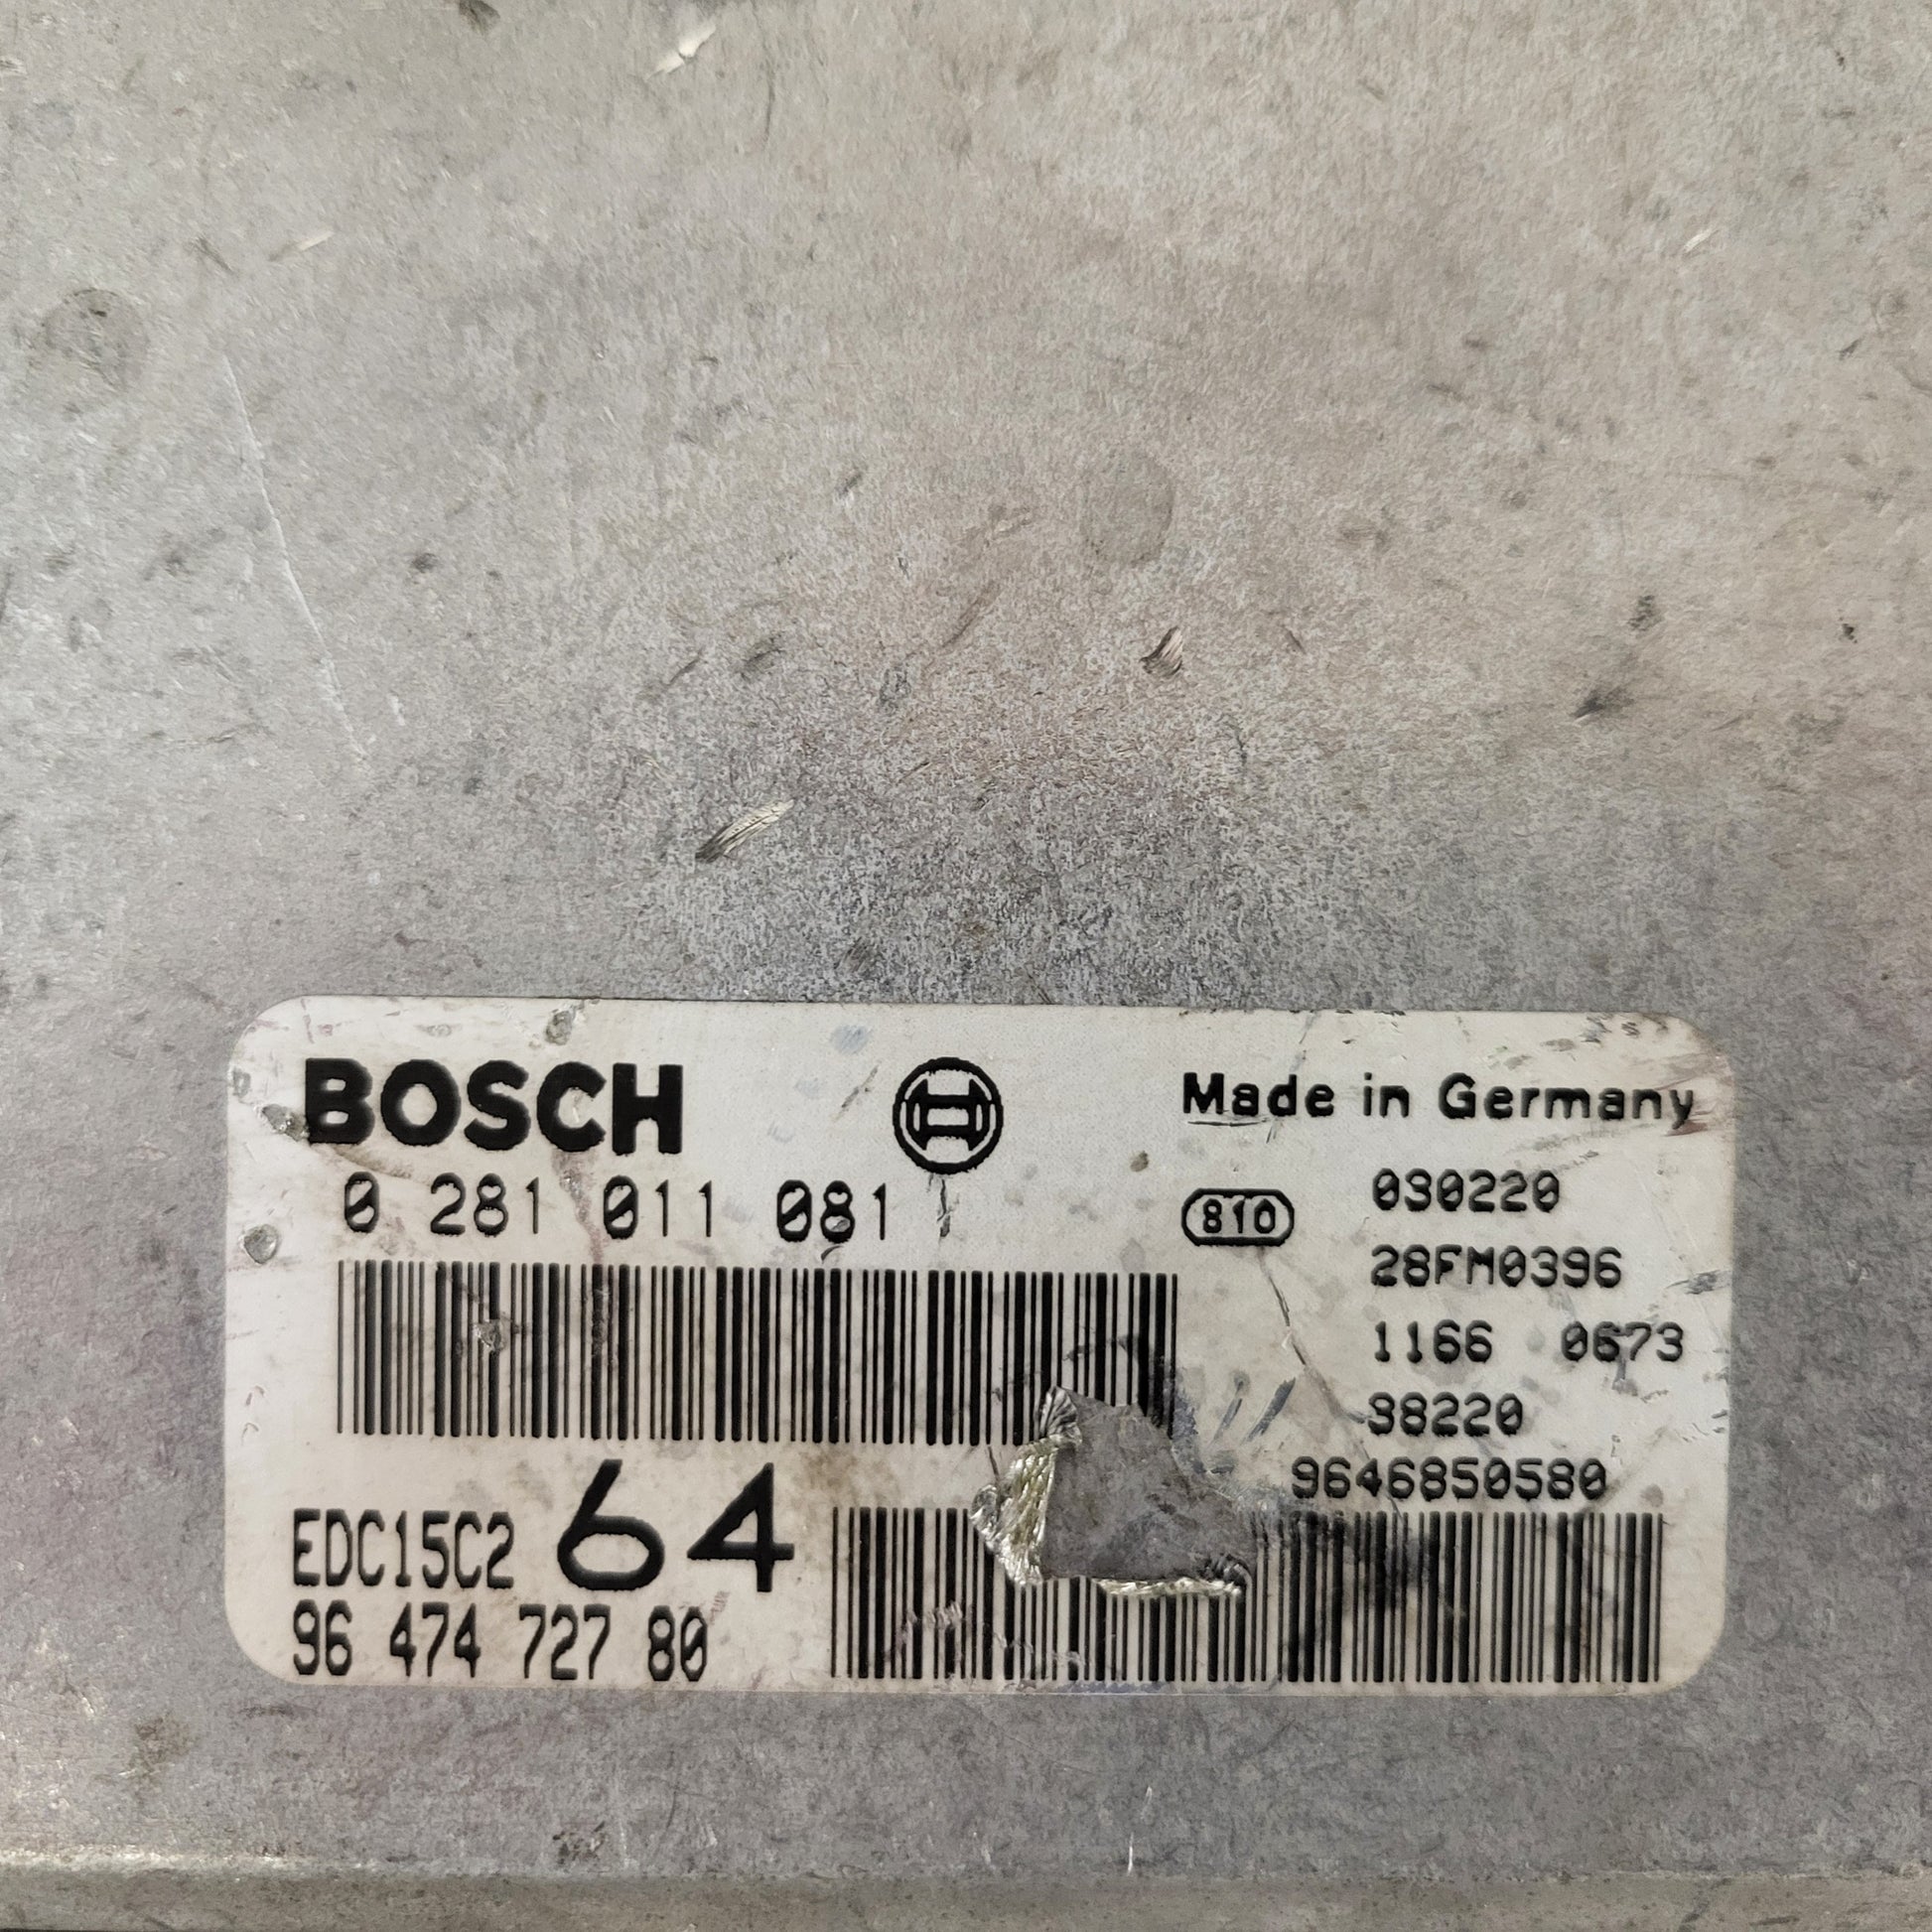 BOSCH
Made in Germany
0 281 011 081
810
030220
28FM0396
1166 0673
38220
9646850580
EDC15C2 64
96 474 727 80